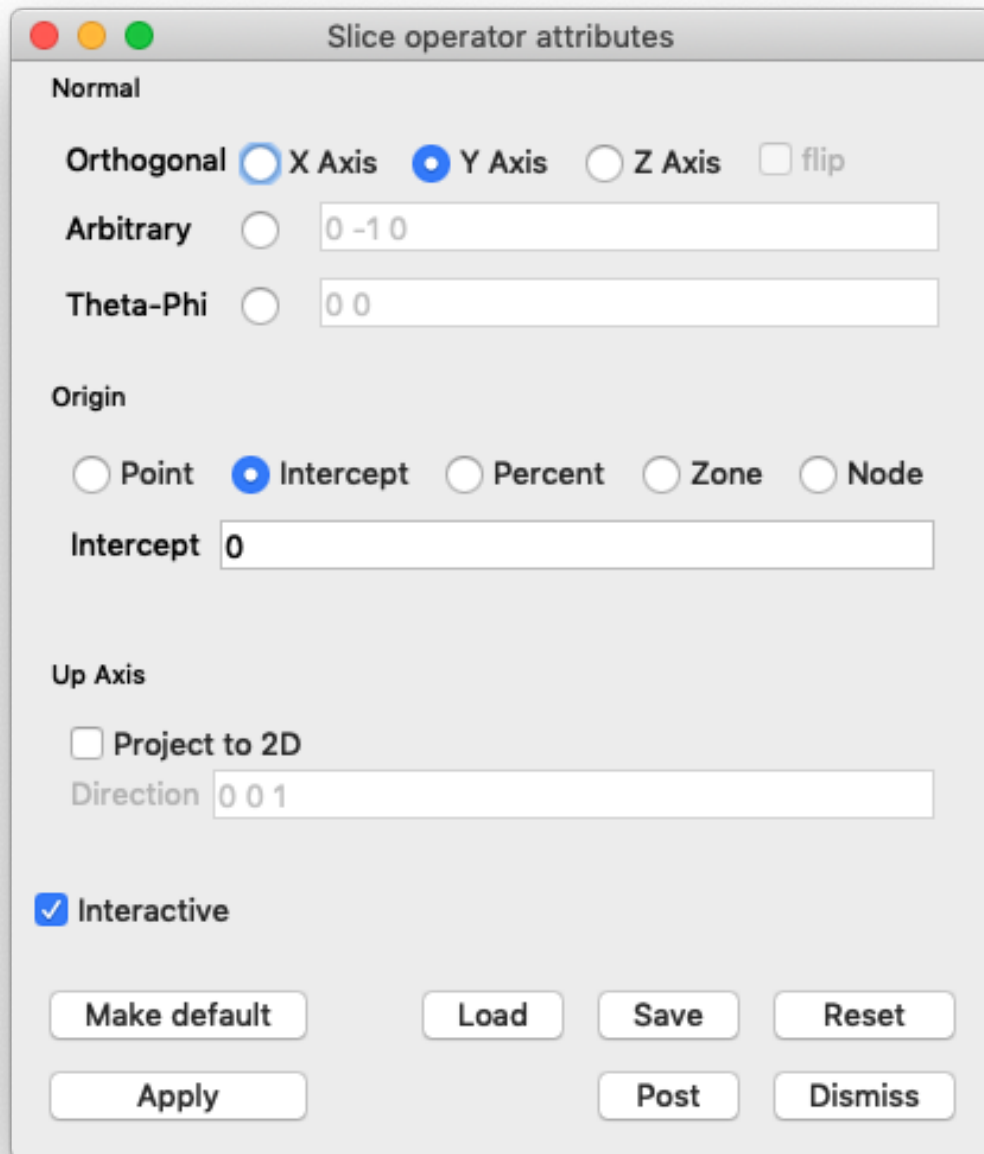 Slice operator attributes
Normal
Orthogonal X Axis Y Axis Z Axis flip
Arbitrary 0 -1 0
Theta-Phi 0 0
Origin
Point Intercept Percent Zone Node
Intercept 0
Up Axis
Project to 2D
Direction 0 0 1
Interactive
Make default Load Save Reset
Apply Post Dismiss